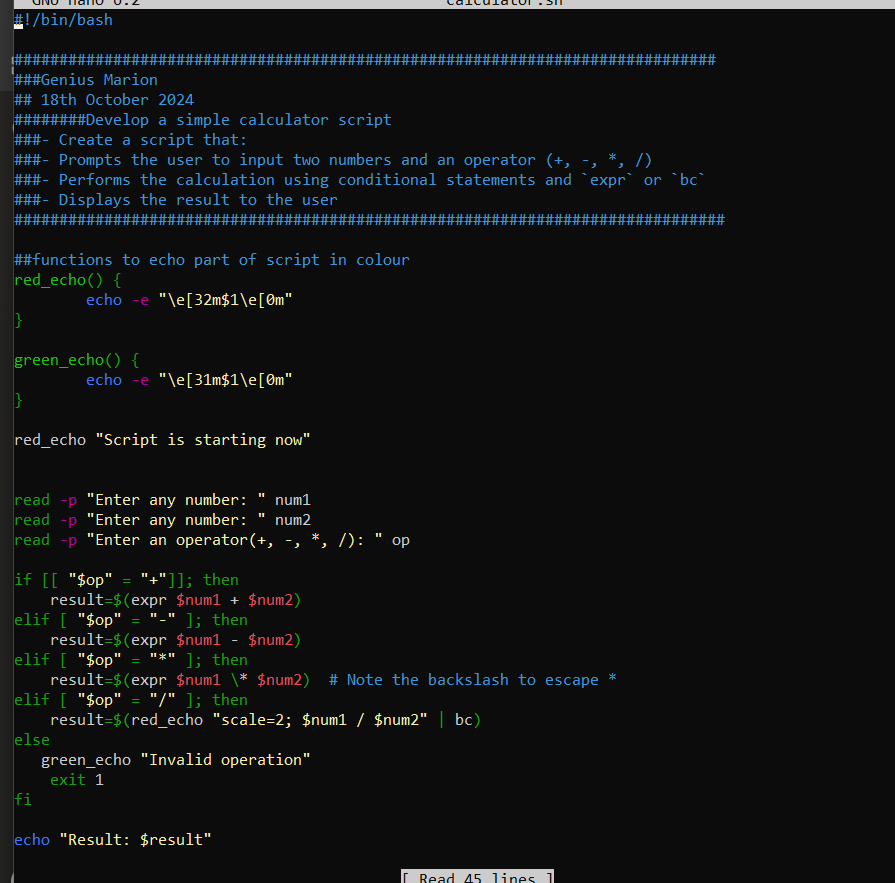 GNU nano 6.2 calculator.sh
#!/bin/bash
##############################################################################
###Genius Marion
## 18th October 2024
########Develop a simple calculator script
###- Create a script that:
###- Prompts the user to input two numbers and an operator (+, -, *, /)
###- Performs the calculation using conditional statements and `expr` or `bc`
###- Displays the result to the user
###############################################################################
##functions to echo part of script in colour
red_echo() {
        echo -e "\e[32m$1\e[0m"
}
green_echo() {
        echo -e "\e[31m$1\e[0m"
}
red_echo "Script is starting now"
read -p "Enter any number: " num1
read -p "Enter any number: " num2
read -p "Enter an operator(+, -, *, /): " op
if [[ "$op" = "+"]]; then
    result=$(expr $num1 + $num2)
elif [ "$op" = "-" ]; then
    result=$(expr $num1 - $num2)
elif [ "$op" = "*" ]; then
    result=$(expr $num1 \* $num2)  # Note the backslash to escape *
elif [ "$op" = "/" ]; then
    result=$(red_echo "scale=2; $num1 / $num2" | bc)
else
   green_echo "Invalid operation"
    exit 1
fi
echo "Result: $result"
[ Read 45 lines ]